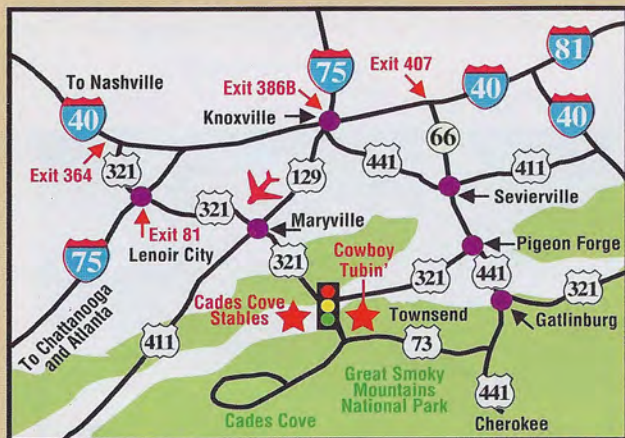 81
75
Exit 407
To Nashville
Exit 386B
40
40
Knoxville
40
66
321
129
441
411
Exit 364
Sevierville
321
Maryville
Exit 81
Lenoir City
Pigeon Forge
75
321
Cowboy
Tubin'
321
441
321
Cades Cove
Stables
Townsend
Gatlinburg
To Chattanooga
and Atlanta
411
73
Great Smoky
Mountains
National Park
441
Cades Cove
Cherokee